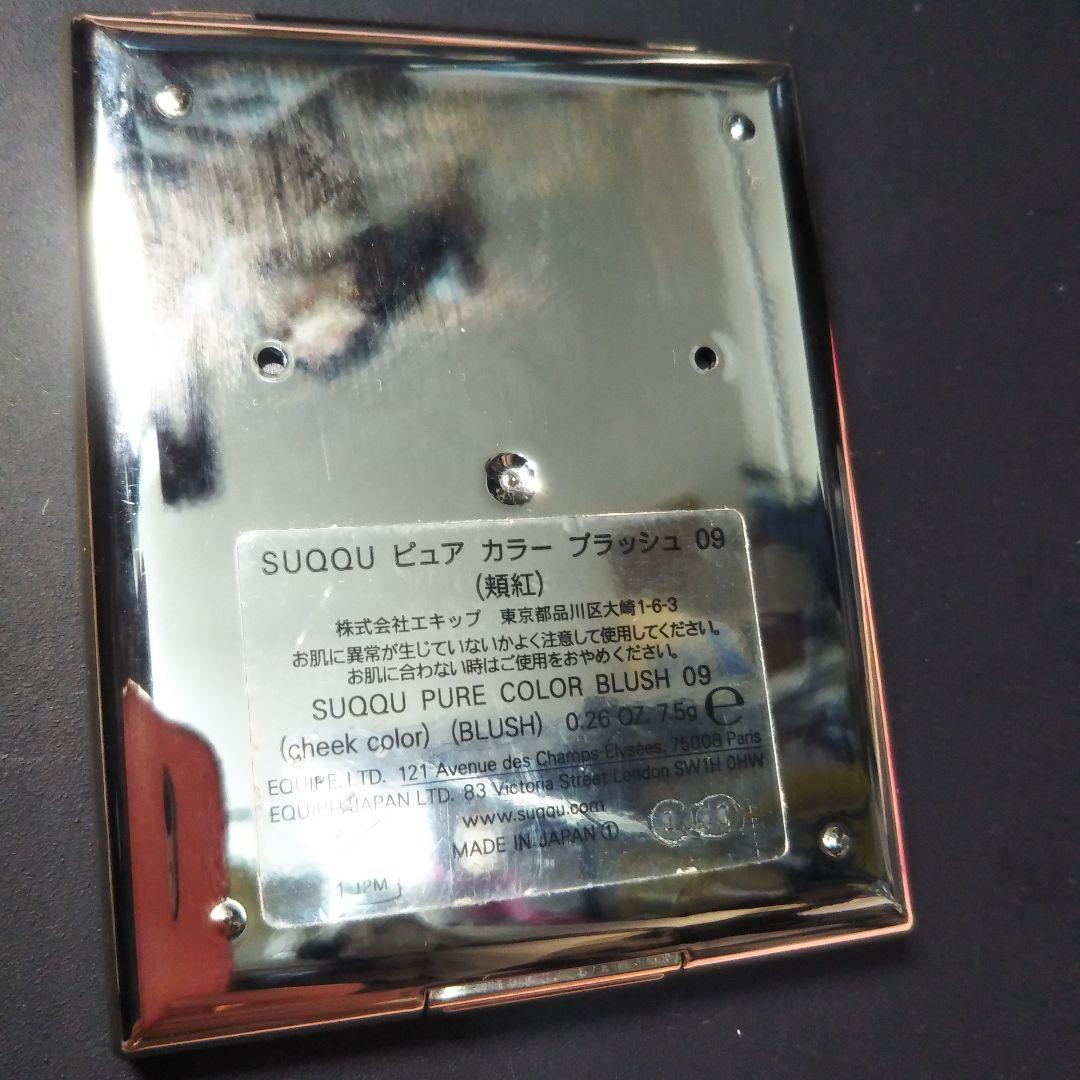 SUQQU ピュア カラー ブラッシュ 09
(頬紅)
株式会社エキップ 東京都品川区大崎1-6-3
お肌に異常が生じていないかよく注意して使用してください。
お肌に合わない時はご使用をおやめください。
SUQQU PURE COLOR BLUSH 09
(cheek color) (BLUSH) 0.26 OZ. 7.5g e
EQUIPE, LTD. 121 Avenue des Champs-Elysées, 75008 Paris
EQUIPE JAPAN LTD. 83 Victoria Street London SW1H 0HW
www.suqqu.com
MADE IN JAPAN ①